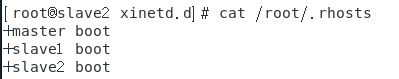 [root@slave2 xinetd.d]# cat /root/.rhosts
+master boot
+slave1 boot
+slave2 boot